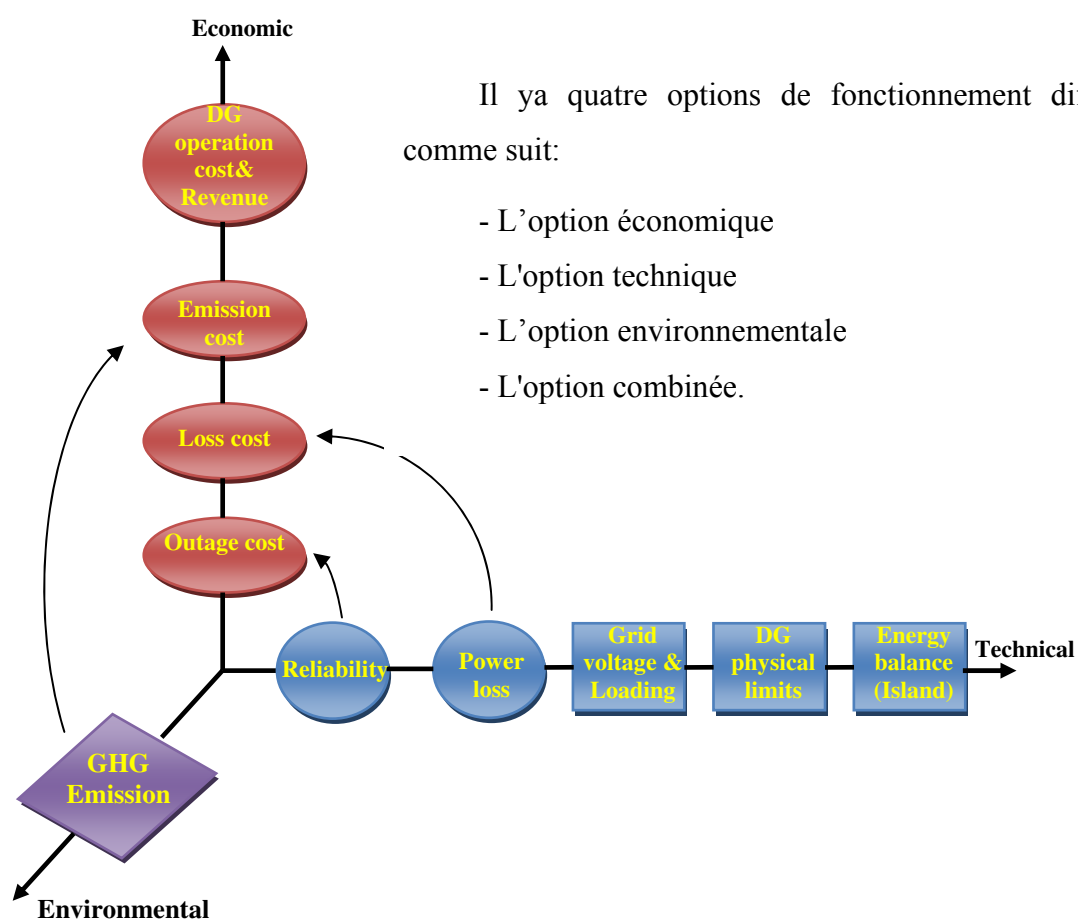 Economic
Il ya quatre options de fonctionnement
comme suit:
- L’option économique
- L'option technique
- L’option environnementale
- L'option combinée.
DG
operation
cost&
Revenue
Emission
cost
Loss cost
Outage cost
Reliability
Power
loss
Grid
voltage &
Loading
DG
physical
limits
Energy
balance
(Island)
Technical
GHG
Emission
Environmental